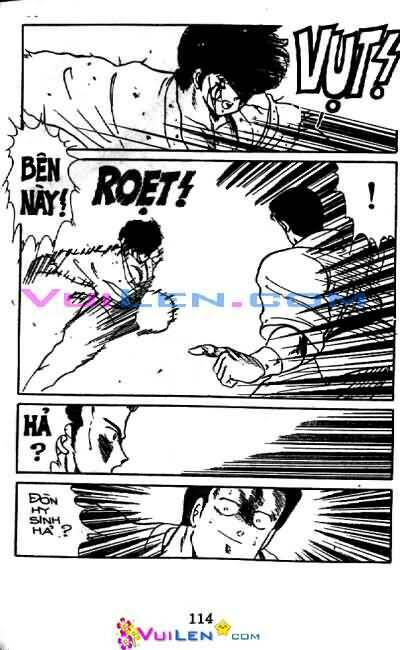 VỤT!!
BÊN
NÀY!
ROẸT!
!
VUILEN.COM
HẢ
?
ĐÒN
HY
SINH
HẢ ?
114
VUILEN.COM